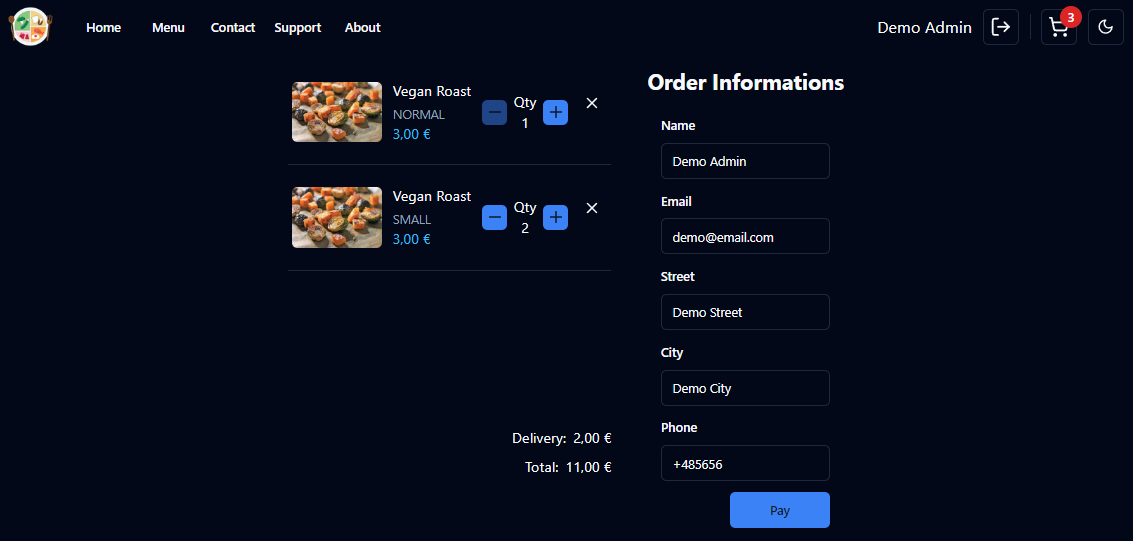 Home Menu Contact Support About Demo Admin 3
Vegan Roast
NORMAL
3,00 €
Qty
1
Vegan Roast
SMALL
3,00 €
Qty
2
Delivery: 2,00 €
Total: 11,00 €
Order Informations
Name
Demo Admin
Email
demo@email.com
Street
Demo Street
City
Demo City
Phone
+485656
Pay